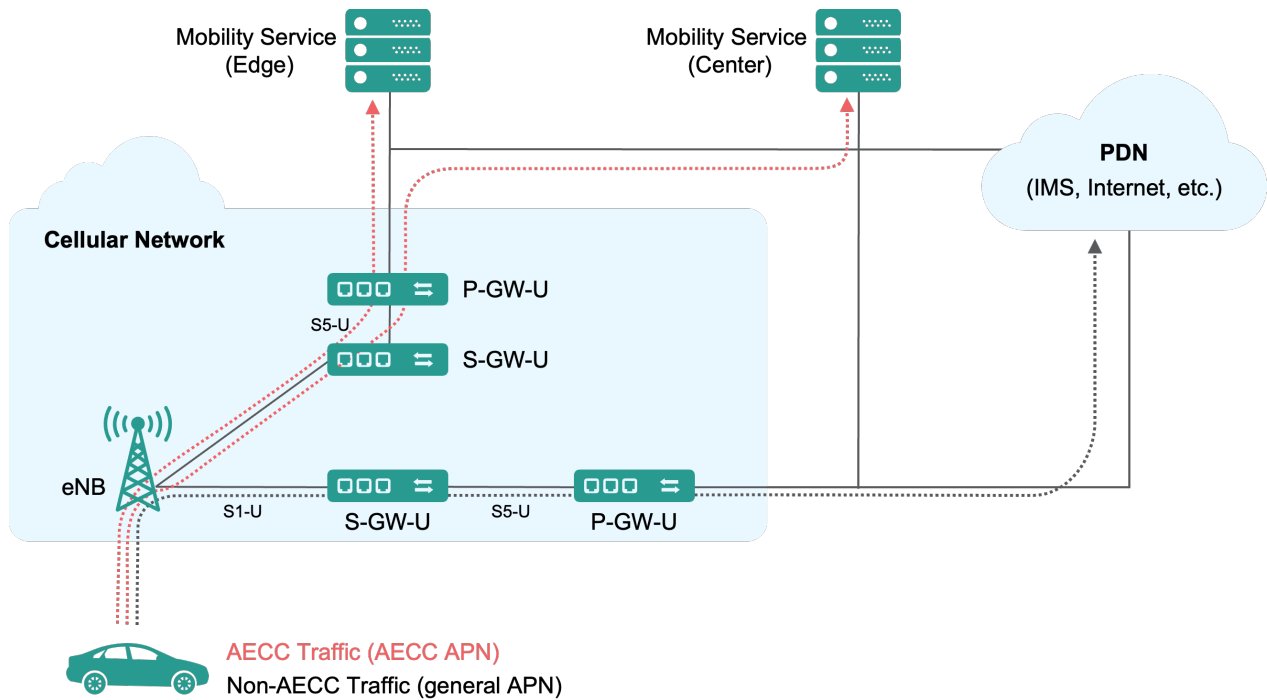 Mobility Service
(Edge)
Mobility Service
(Center)
PDN
(IMS, Internet, etc.)
Cellular Network
P-GW-U
S5-U
S-GW-U
eNB
S1-U
S-GW-U
S5-U
P-GW-U
AECC Traffic (AECC APN)
Non-AECC Traffic (general APN)